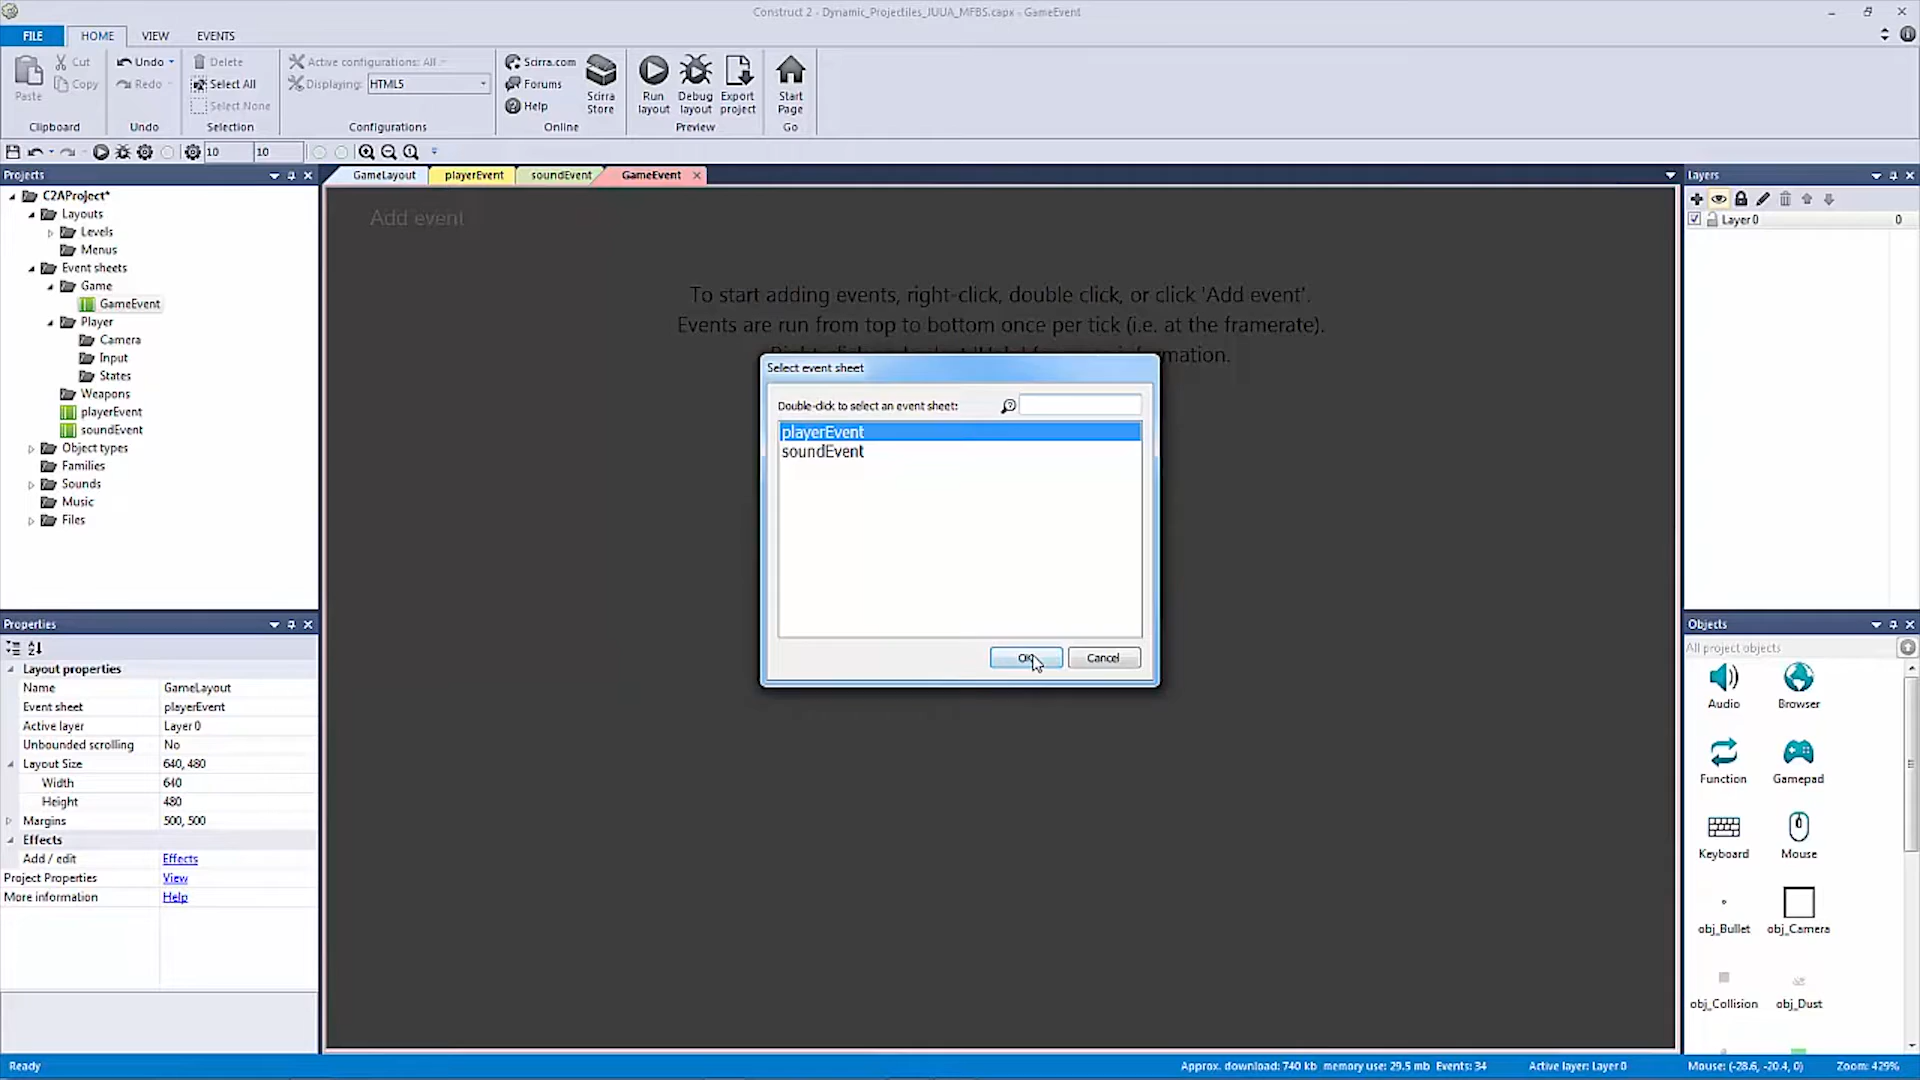 Construct 2 - Dynamic_Projectiles_JUUA_MFBS.capx - GameEvent
FILE
HOME
VIEW
EVENTS
Paste
Cut
Copy
Clipboard
Undo
Redo
Undo
Delete
Select All
Select None
Selection
Active configurations: All
Displaying:
HTML5
Configurations
Scirra.com
Forums
Help
Scirra
Store
Online
Run
layout
Debug
layout
Export
project
Preview
Start
Page
Go
10
10
Projects
C2AProject*
Layouts
Levels
Menus
Event sheets
Game
GameEvent
Player
Camera
Input
States
Weapons
playerEvent
soundEvent
Object types
Families
Sounds
Music
Files
Properties
Layout properties
Name GameLayout
Event sheet playerEvent
Active layer Layer 0
Unbounded scrolling No
Layout Size 640, 480
Width 640
Height 480
Margins 500, 500
Effects
Add / edit Effects
Project Properties View
More information Help
GameLayout
playerEvent
soundEvent
GameEvent
Add event
To start adding events, right-click, double click, or click 'Add event'.
Events are run from top to bottom once per tick (i.e. at the framerate).
Select event sheet
Double-click to select an event sheet:
playerEvent
soundEvent
OK
Cancel
Layers
Layer 0 0
Objects
All project objects
Audio
Browser
Function
Gamepad
Keyboard
Mouse
obj_Bullet
obj_Camera
obj_Collision
obj_Dust
Ready
Approx. download: 740 kb memory use: 29.5 mb Events: 34
Active layer: Layer 0
Mouse: (-28.6, -20.4, 0)
Zoom: 429%